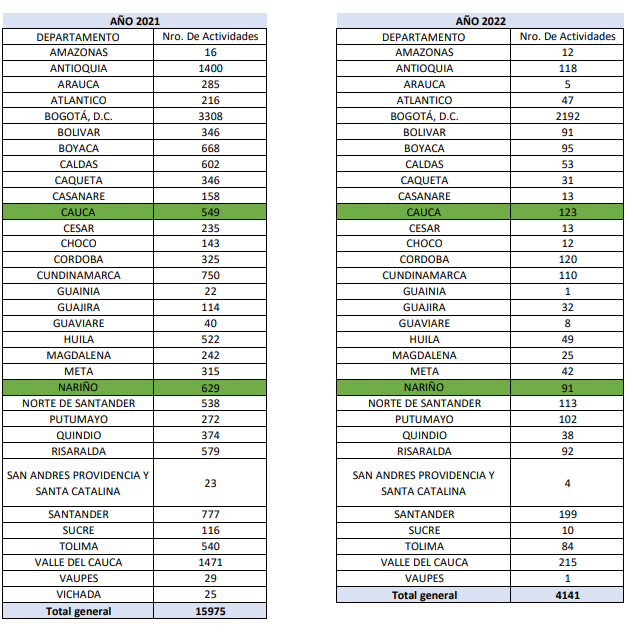 AÑO 2021
DEPARTAMENTO Nro. De Actividades
AMAZONAS 16
ANTIOQUIA 1400
ARAUCA 285
ATLANTICO 216
BOGOTÁ, D.C. 3308
BOLIVAR 346
BOYACA 668
CALDAS 602
CAQUETA 346
CASANARE 158
CAUCA 549
CESAR 235
CHOCO 143
CORDOBA 325
CUNDINAMARCA 750
GUAINIA 22
GUAJIRA 114
GUAVIARE 40
HUILA 522
MAGDALENA 242
META 315
NARIÑO 629
NORTE DE SANTANDER 538
PUTUMAYO 272
QUINDIO 374
RISARALDA 579
SAN ANDRES PROVIDENCIA Y
SANTA CATALINA 23
SANTANDER 777
SUCRE 116
TOLIMA 540
VALLE DEL CAUCA 1471
VAUPES 29
VICHADA 25
Total general 15975
AÑO 2022
DEPARTAMENTO Nro. De Actividades
AMAZONAS 12
ANTIOQUIA 118
ARAUCA 5
ATLANTICO 47
BOGOTÁ, D.C. 2192
BOLIVAR 91
BOYACA 95
CALDAS 53
CAQUETA 31
CASANARE 13
CAUCA 123
CESAR 13
CHOCO 12
CORDOBA 120
CUNDINAMARCA 110
GUAINIA 1
GUAJIRA 32
GUAVIARE 8
HUILA 49
MAGDALENA 25
META 42
NARIÑO 91
NORTE DE SANTANDER 113
PUTUMAYO 102
QUINDIO 38
RISARALDA 92
SAN ANDRES PROVIDENCIA Y
SANTA CATALINA 4
SANTANDER 199
SUCRE 10
TOLIMA 84
VALLE DEL CAUCA 215
VAUPES 1
Total general 4141